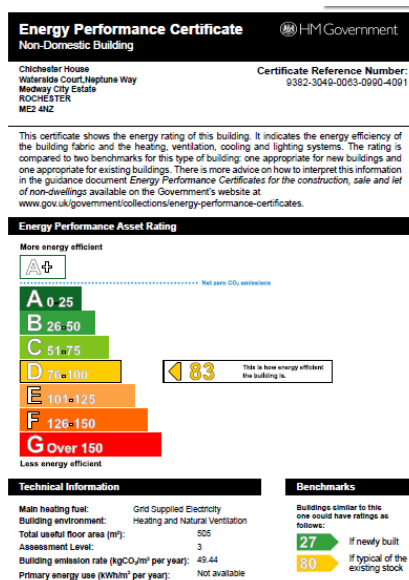 Energy Performance Certificate
Non-Domestic Building
HM Government
Chichester House
Waterside Court,Neptune Way
Medway City Estate
ROCHESTER
ME2 4NZ
Certificate Reference Number:
9382-3049-0063-0990-4091
This certificate shows the energy rating of this building. It indicates the energy efficiency of
the building fabric and the heating, ventilation, cooling and lighting systems. The rating is
compared to two benchmarks for this type of building: one appropriate for new buildings and
one appropriate for existing buildings. There is more advice on how to interpret this information
in the guidance document Energy Performance Certificates for the construction, sale and let
of non-dwellings available on the Government's website at
www.gov.uk/government/collections/energy-performance-certificates.
Energy Performance Asset Rating
More energy efficient
A+
Net zero CO₂ emissions
A 0-25
B 26-50
C 51-75
D 76-100
83
This is how energy efficient
the building is.
E 101-125
F 126-150
G Over 150
Less energy efficient
Technical Information
Main heating fuel: Grid Supplied Electricity
Building environment: Heating and Natural Ventilation
Total useful floor area (m²): 505
Assessment Level: 3
Building emission rate (kgCO₂/m² per year): 49.44
Primary energy use (kWh/m² per year): Not available
Benchmarks
Buildings similar to this
one could have ratings as
follows:
27 If newly built
80 If typical of the
existing stock